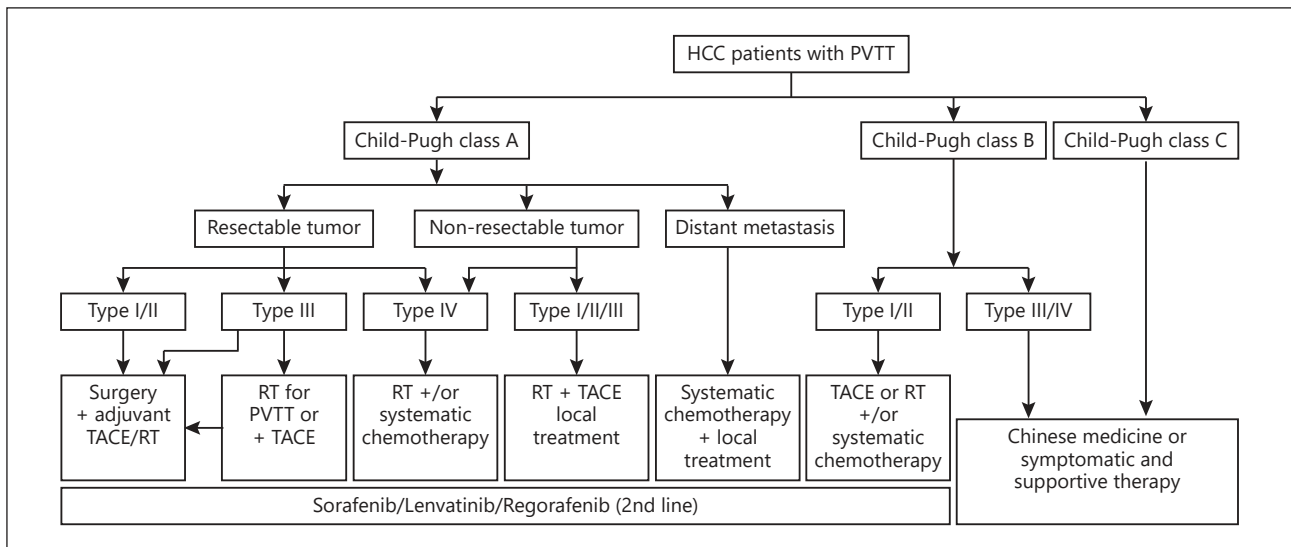 HCC patients with PVTT
Child-Pugh class A
Child-Pugh class B
Child-Pugh class C
Resectable tumor
Non-resectable tumor
Distant metastasis
Type I/II
Type III
Type IV
Type I/II/III
Type I/II
Type III/IV
Surgery
+ adjuvant
TACE/RT
RT for
PVTT or
+ TACE
RT +/or
systematic
chemotherapy
RT + TACE
local
treatment
Systematic
chemotherapy
+ local
treatment
TACE or RT
+/or
systematic
chemotherapy
Chinese medicine or
symptomatic and
supportive therapy
Sorafenib/Lenvatinib/Regorafenib (2nd line)